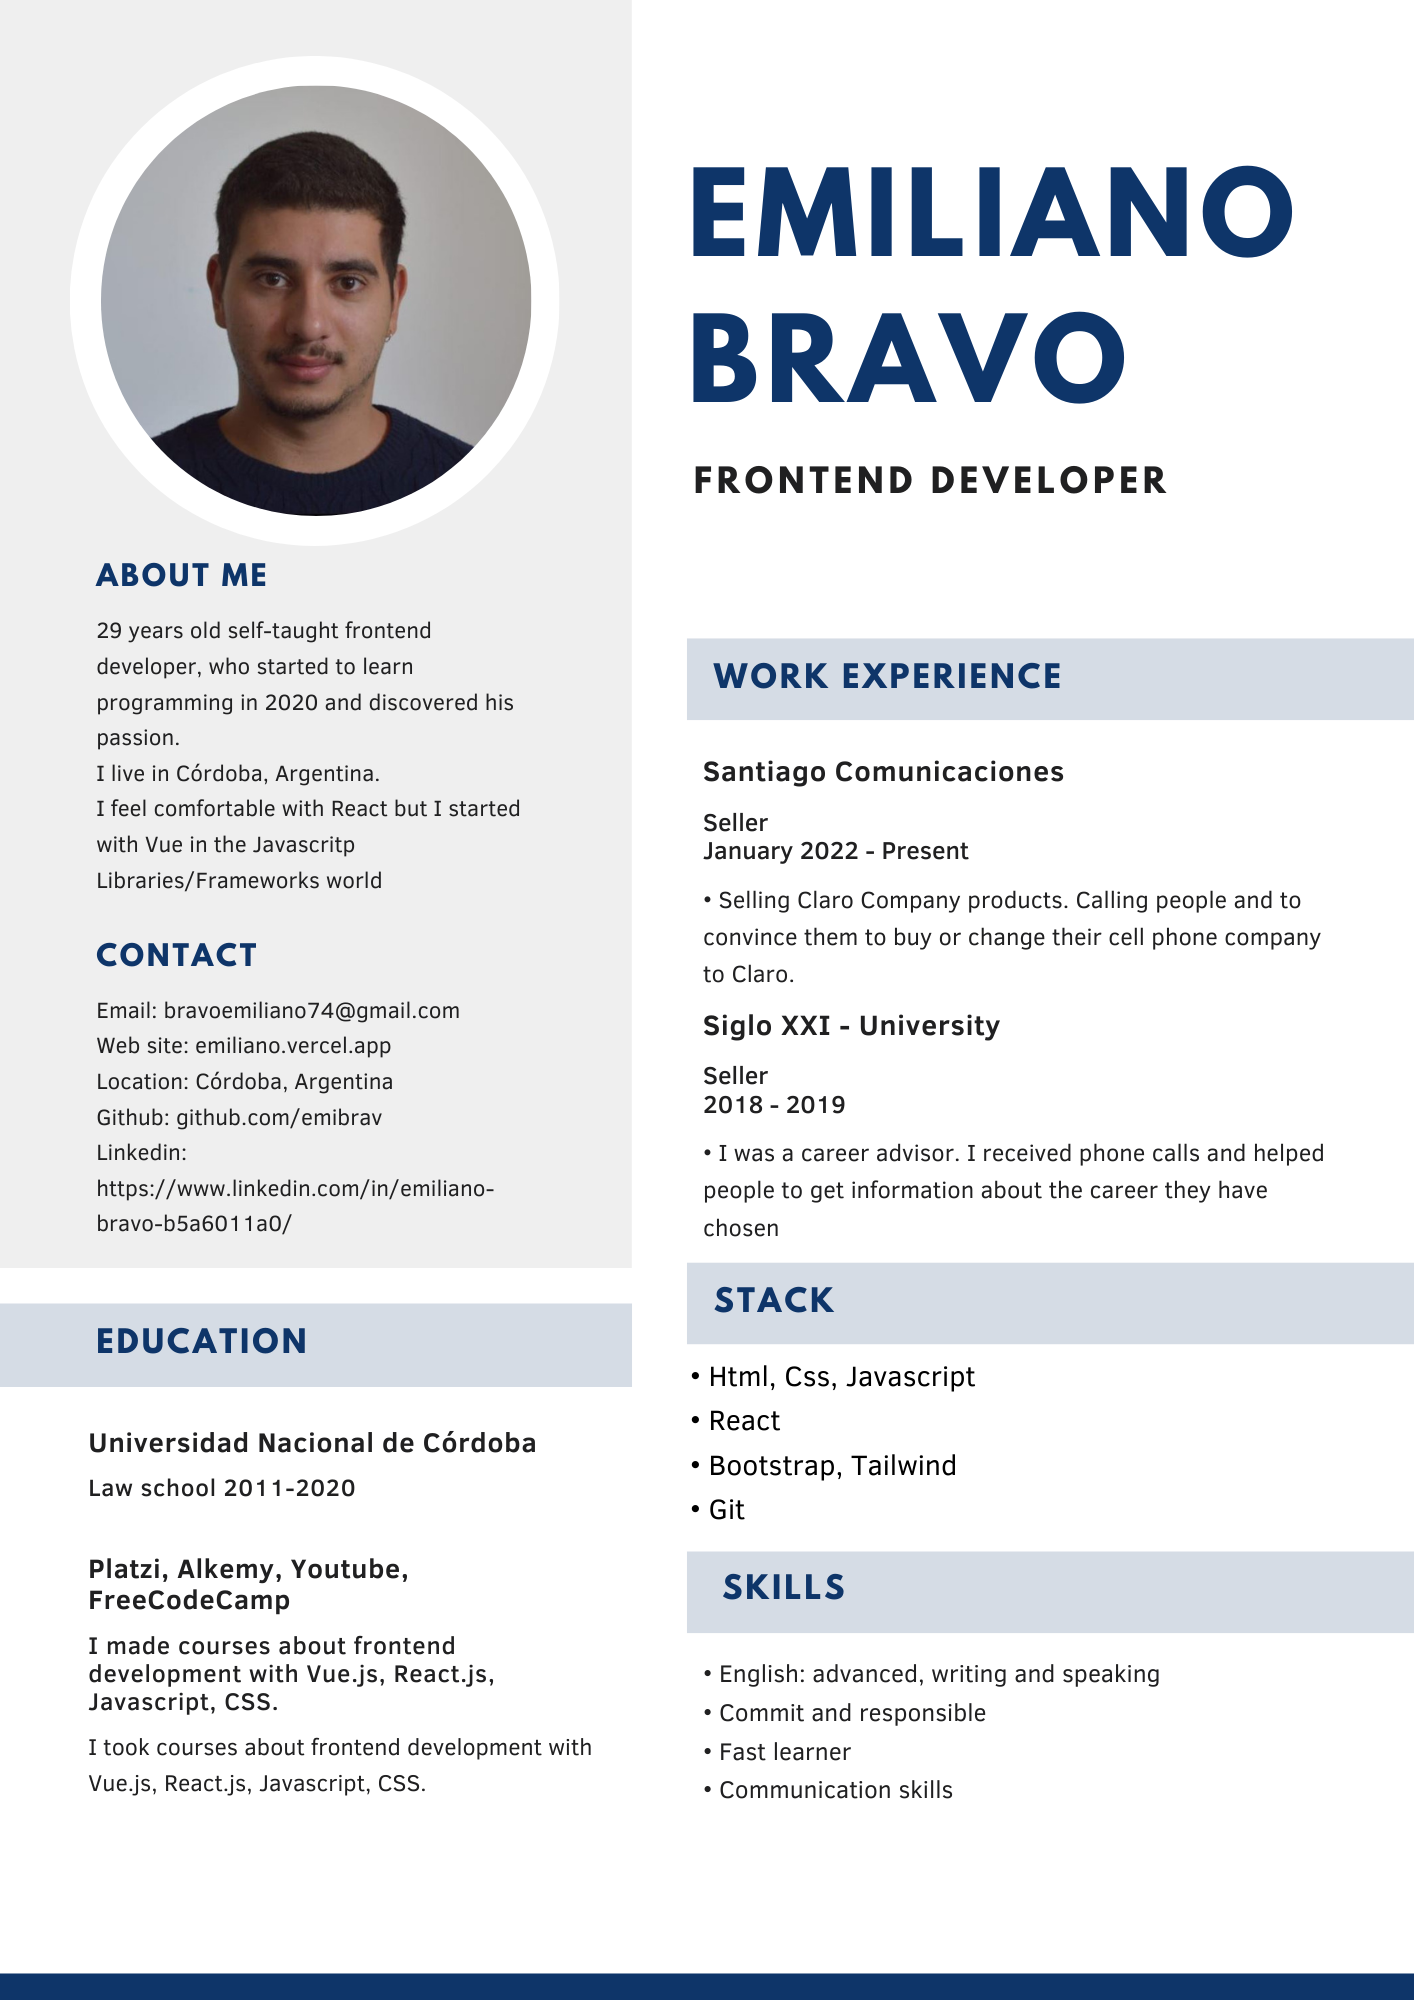 EMILIANO
BRAVO
FRONTEND DEVELOPER
ABOUT ME
29 years old self-taught frontend
developer, who started to learn
programming in 2020 and discovered his
passion.
I live in Córdoba, Argentina.
I feel comfortable with React but I started
with Vue in the Javascritp
Libraries/Frameworks world
CONTACT
Email: bravoemiliano74@gmail.com
Web site: emiliano.vercel.app
Location: Córdoba, Argentina
Github: github.com/emibrav
Linkedin:
https://www.linkedin.com/in/emiliano-
bravo-b5a6011a0/
EDUCATION
Universidad Nacional de Córdoba
Law school 2011-2020
Platzi, Alkemy, Youtube,
FreeCodeCamp
I made courses about frontend
development with Vue.js, React.js,
Javascript, CSS.
I took courses about frontend development with
Vue.js, React.js, Javascript, CSS.
WORK EXPERIENCE
Santiago Comunicaciones
Seller
January 2022 - Present
• Selling Claro Company products. Calling people and to
convince them to buy or change their cell phone company
to Claro.
Siglo XXI - University
Seller
2018 - 2019
• I was a career advisor. I received phone calls and helped
people to get information about the career they have
chosen
STACK
• Html, Css, Javascript
• React
• Bootstrap, Tailwind
• Git
SKILLS
• English: advanced, writing and speaking
• Commit and responsible
• Fast learner
• Communication skills